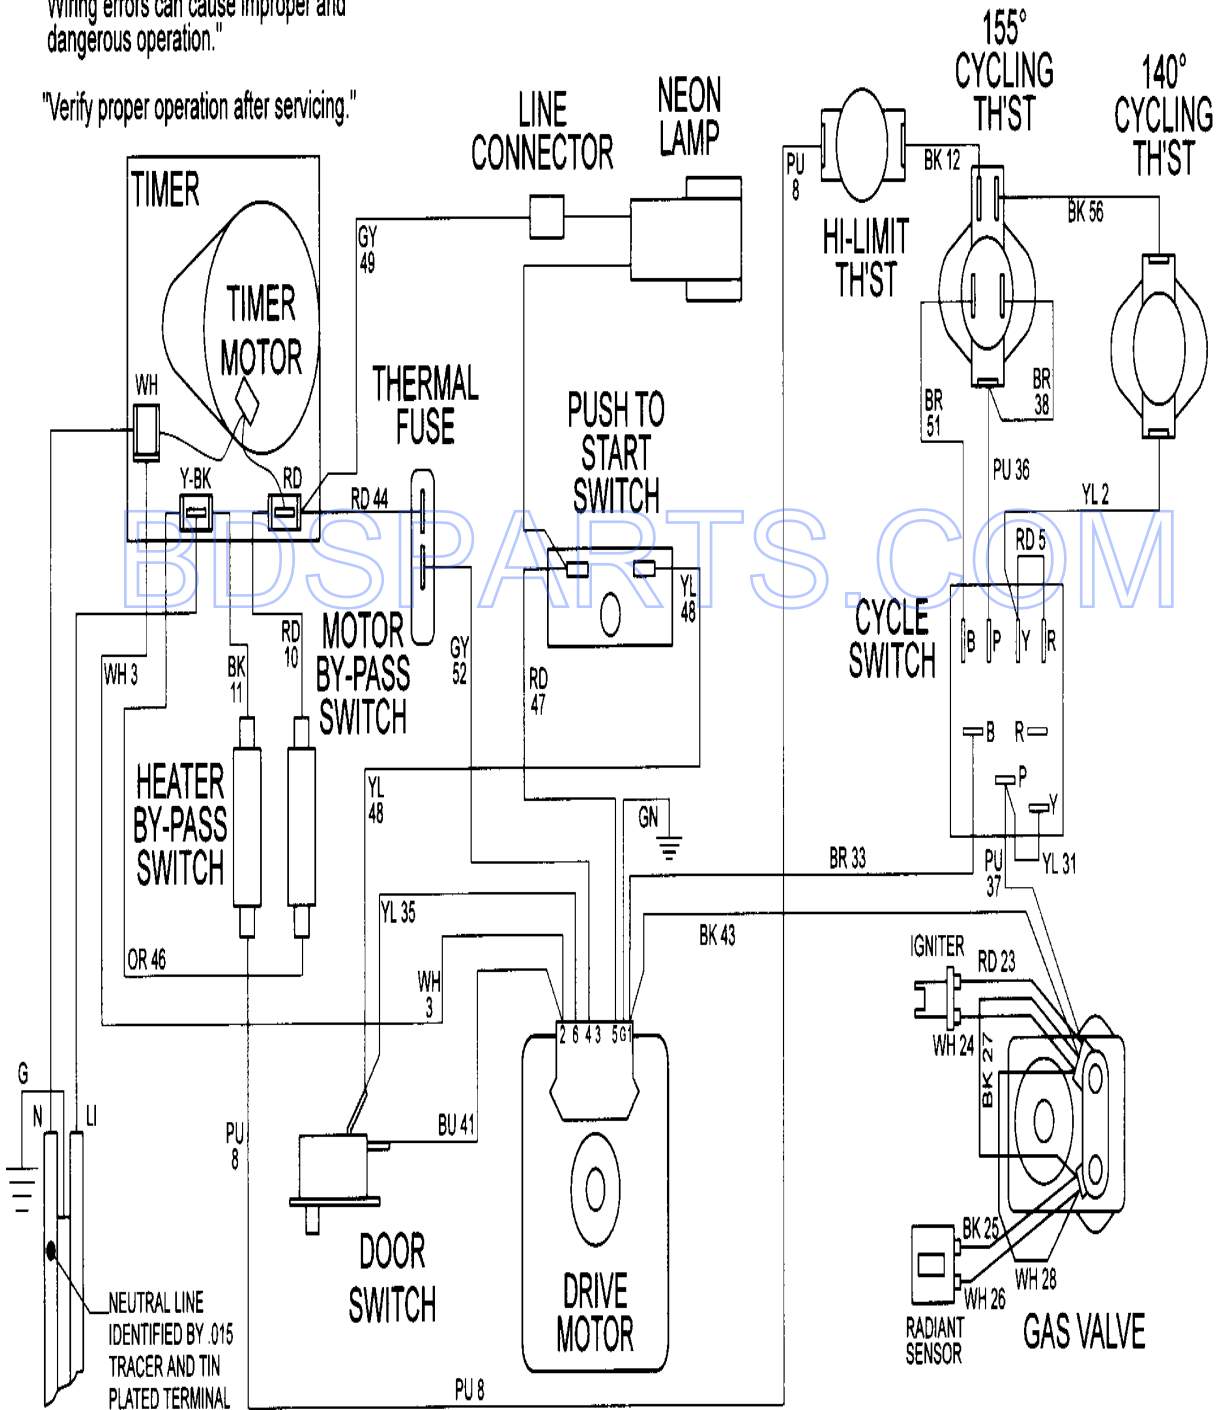 Wiring errors can cause improper and
dangerous operation."
"Verify proper operation after servicing."
155°
CYCLING
TH'ST
140°
CYCLING
TH'ST
LINE
CONNECTOR
NEON
LAMP
PU
8
BK 12
BK 56
HI-LIMIT
TH'ST
TIMER
GY
49
TIMER
MOTOR
WH
THERMAL
FUSE
PUSH TO
START
SWITCH
BR
51
BR
38
PU 36
YL 2
Y-BK
RD
RD 44
RD 5
BDSPARTS.COM
CYCLE
SWITCH
B
P
Y
R
B
R
P
Y
YL
48
RD
10
MOTOR
BY-PASS
SWITCH
GY
52
WH 3
BK
11
RD
47
HEATER
BY-PASS
SWITCH
YL
48
GN
BR 33
PU
37
YL 31
YL 35
BK 43
OR 46
WH
3
IGNITER
RD 23
WH 24
BK 27
2 6 4 3 5 G 1
G
N
LI
PU
8
BU 41
DOOR
SWITCH
DRIVE
MOTOR
BK 25
WH 28
WH 26
RADIANT
SENSOR
GAS VALVE
NEUTRAL LINE
IDENTIFIED BY .015
TRACER AND TIN
PLATED TERMINAL
PU 8